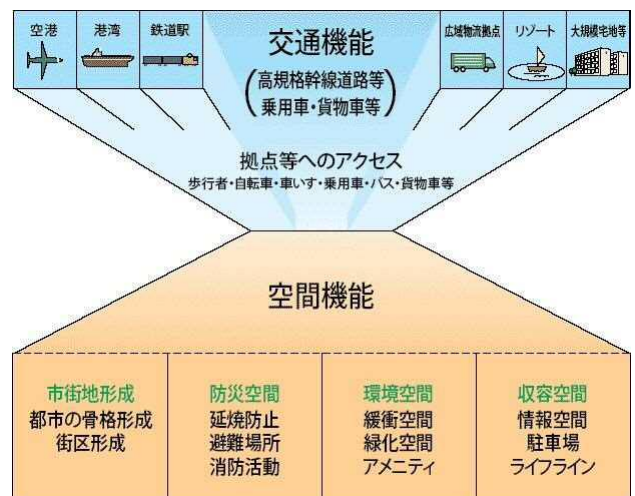 空港
港湾
鉄道駅
交通機能
(高規格幹線道路等
乗用車・貨物車等)
広域物流拠点
リゾート
大規模宅地等
拠点等へのアクセス
歩行者・自転車・車いす・乗用車・バス・貨物車等
空間機能
市街地形成
都市の骨格形成
街区形成
防災空間
延焼防止
避難場所
消防活動
環境空間
緩衝空間
緑化空間
アメニティ
収容空間
情報空間
駐車場
ライフライン